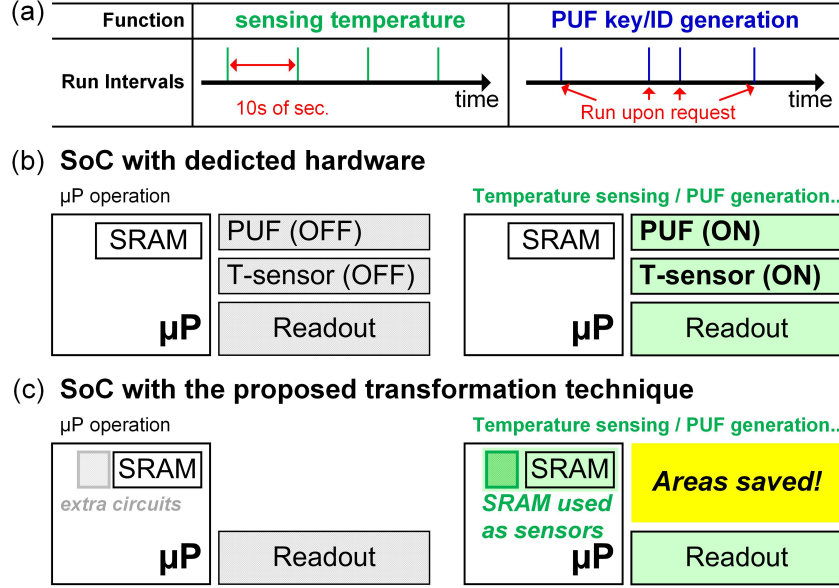 (a) Function sensing temperature PUF key/ID generation
Run Intervals
time
time
10s of sec.
Run upon request
(b) SoC with dedicted hardware
µP operation
Temperature sensing / PUF generation..
SRAM
PUF (OFF)
T-sensor (OFF)
µP
Readout
SRAM
PUF (ON)
T-sensor (ON)
µP
Readout
(c) SoC with the proposed transformation technique
µP operation
Temperature sensing / PUF generation..
SRAM
extra circuits
µP
Readout
SRAM
SRAM used
as sensors
µP
Areas saved!
Readout